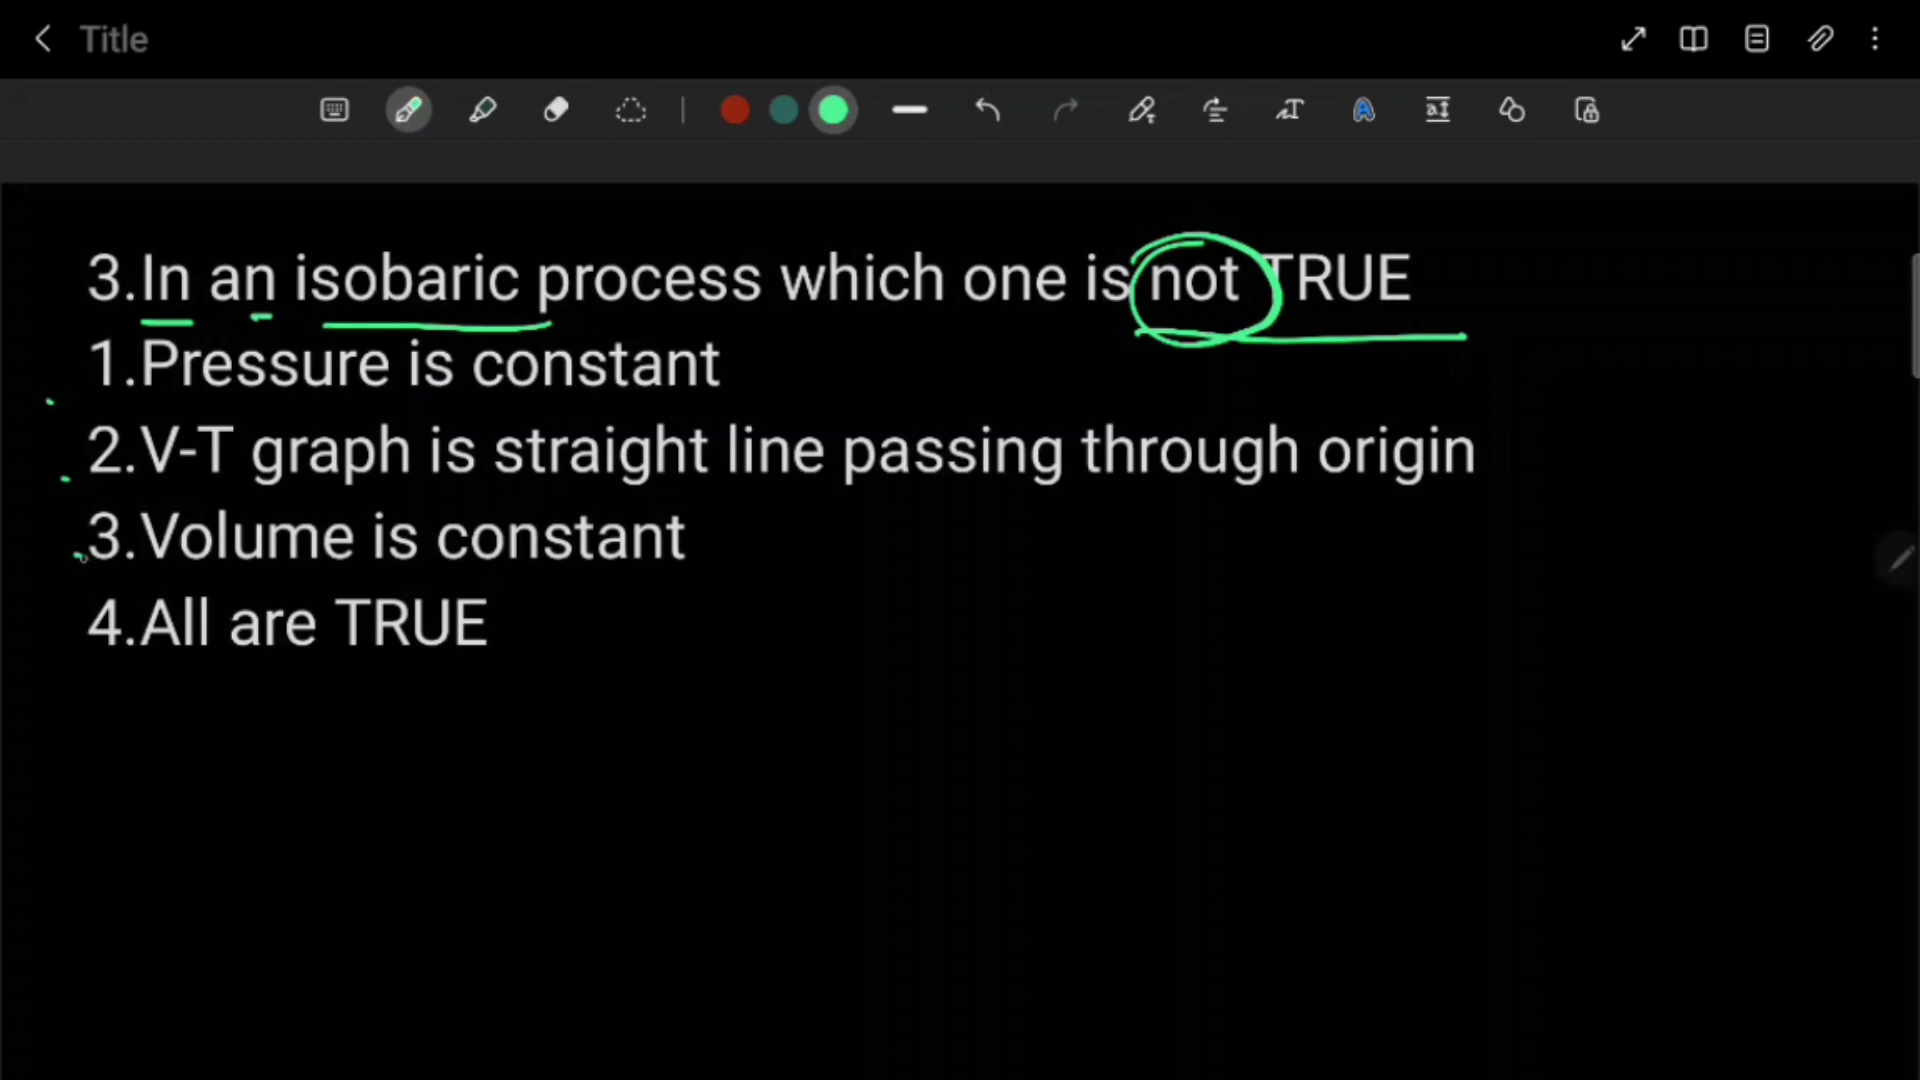 Title
3.In an isobaric process which one is not TRUE
1.Pressure is constant
2.V-T graph is straight line passing through origin
3.Volume is constant
4.All are TRUE